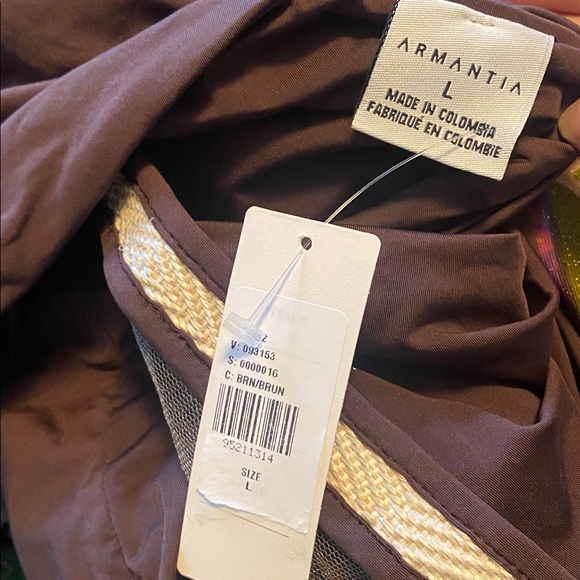 ARMANTIA
L
MADE IN COLOMBIA
FABRIQUÉ EN COLOMBIE
V: 093153
S: 0000016
C: BRN/BRUN
95211314
SIZE
L